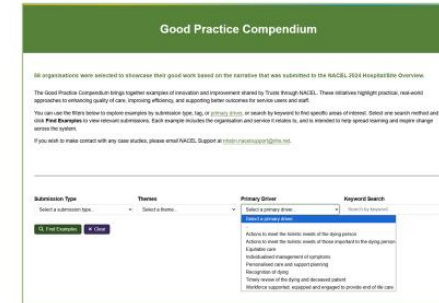 Good Practice Compendium
66 organisations were selected to showcase their good work based on the narrative that was submitted to the NACEL 2024 Hospital/Site Overview.
The Good Practice Compendium brings together examples of innovation and improvement shared by Trusts through NACEL. These initiatives highlight practical, real-world
approaches to enhancing quality of care, improving efficiency, and supporting better outcomes for service users and staff.
You can use the filters below to explore examples by submission type, tag, or primary driver, or search by keyword to find specific areas of interest. Select one search method and
click Find Examples to view relevant submissions. Each example includes the organisation and service it relates to, and is intended to help spread learning and inspire change
across the system.
If you wish to make contact with any case studies, please email NACEL Support at
Submission Type Themes Primary Driver Keyword Search
Select a submission type... Select a theme... Select a primary driver... Search by keyword
Select a primary driver...
Find Examples Clear
Actions to meet the holistic needs of the dying person
Actions to meet the holistic needs of those important to the dying person
Equitable care
Individualised management of symptoms
Personalised care and support planning
Recognition of dying
Timely review of the dying and deceased patient
Workforce supported, equipped and engaged to provide end of life care